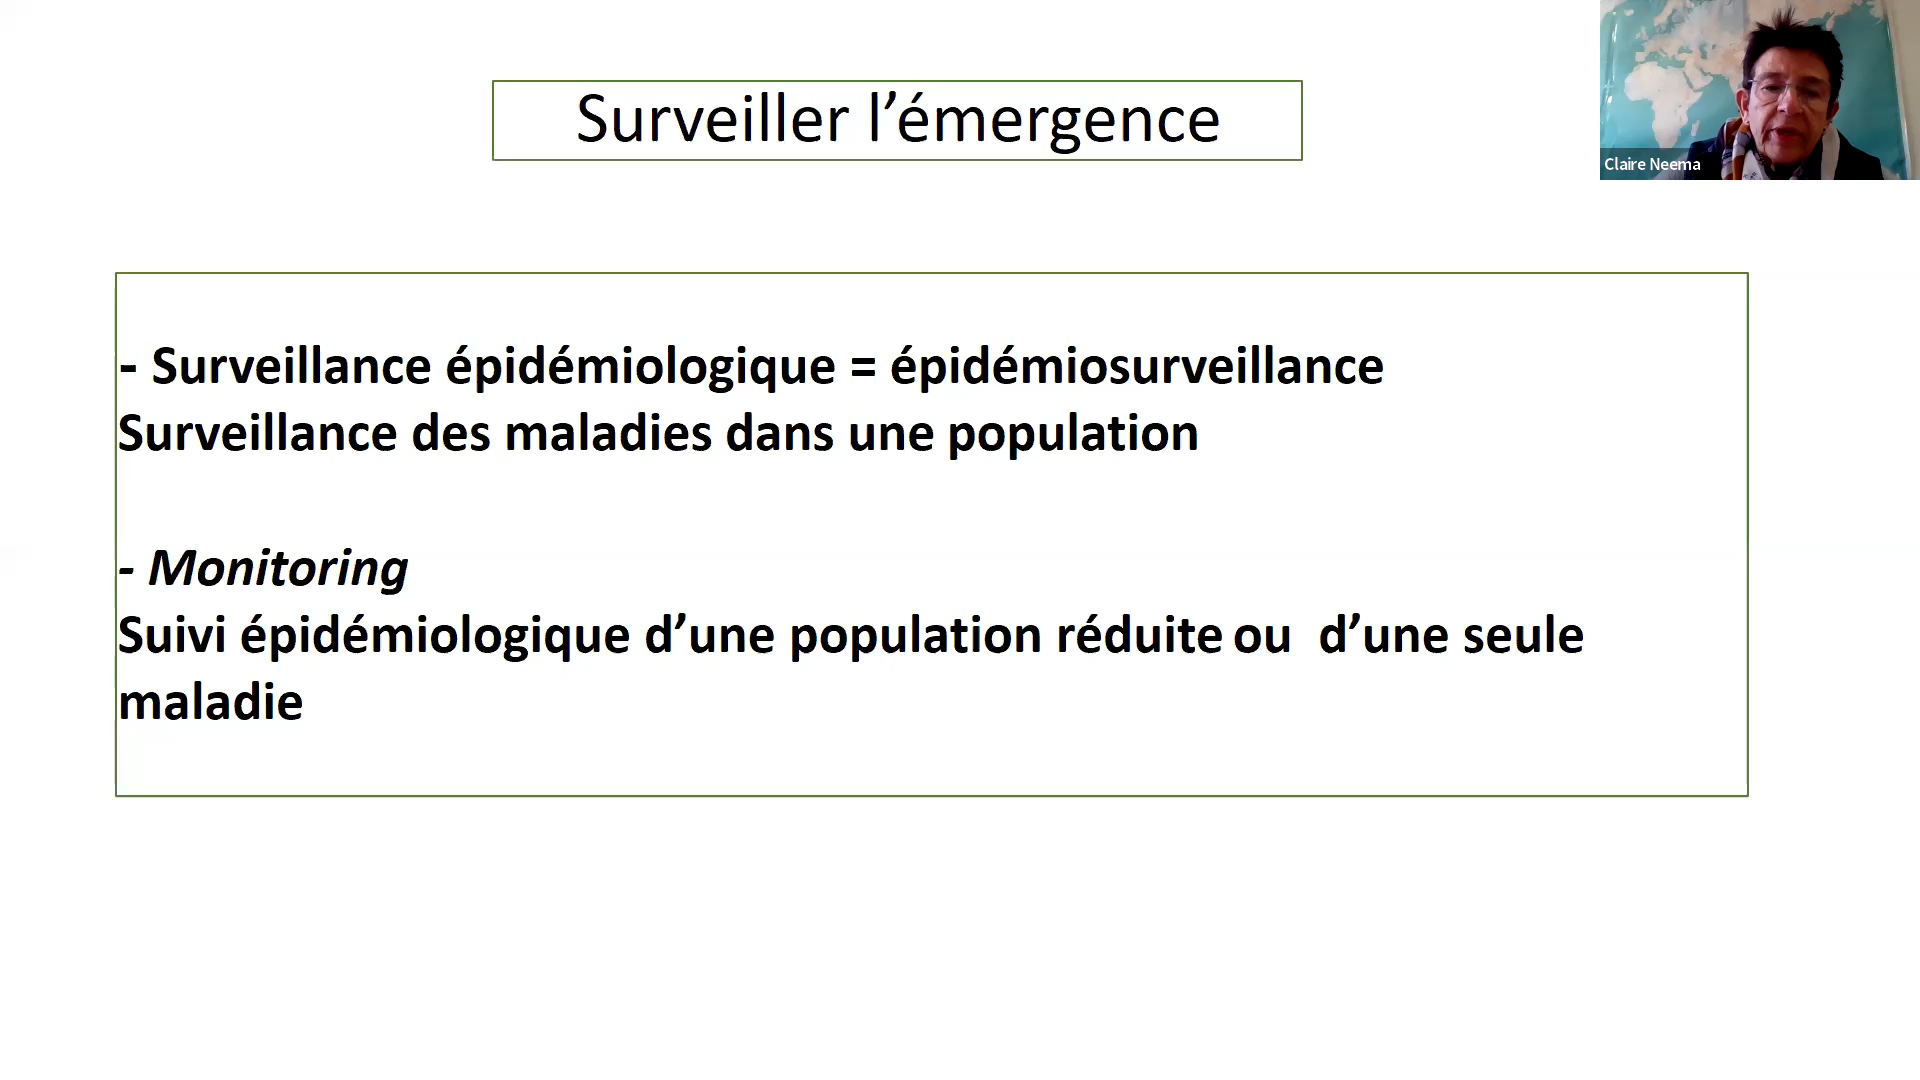 Surveiller l’émergence
Claire Neema
- Surveillance épidémiologique = épidémiosurveillance
Surveillance des maladies dans une population
- Monitoring
Suivi épidémiologique d’une population réduite ou d’une seule
maladie